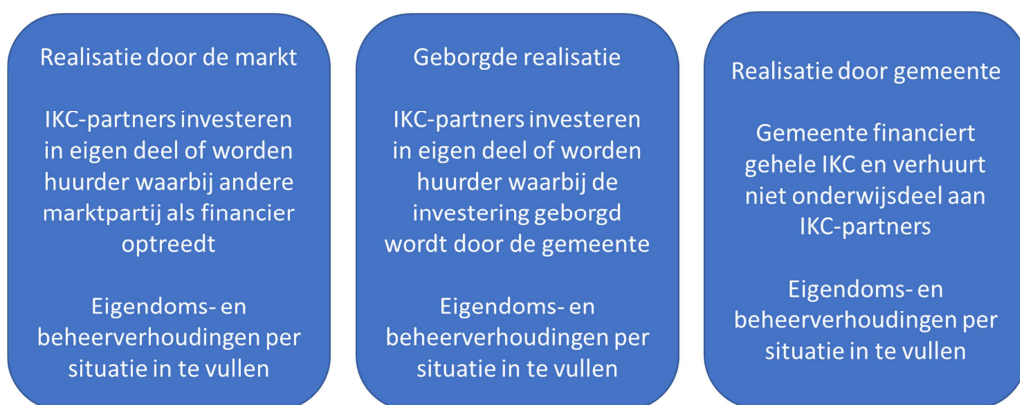 Realisatie door de markt
IKC-partners investeren
in eigen deel of worden
huurder waarbij andere
marktpartij als financier
optreedt
Eigendoms- en
beheerverhoudingen per
situatie in te vullen
Geborgde realisatie
IKC-partners investeren
in eigen deel of worden
huurder waarbij de
investering geborgd
wordt door de gemeente
Eigendoms- en
beheerverhoudingen per
situatie in te vullen
Realisatie door gemeente
Gemeente financiert
gehele IKC en verhuurt
niet onderwijsdeel aan
IKC-partners
Eigendoms- en
beheerverhoudingen per
situatie in te vullen